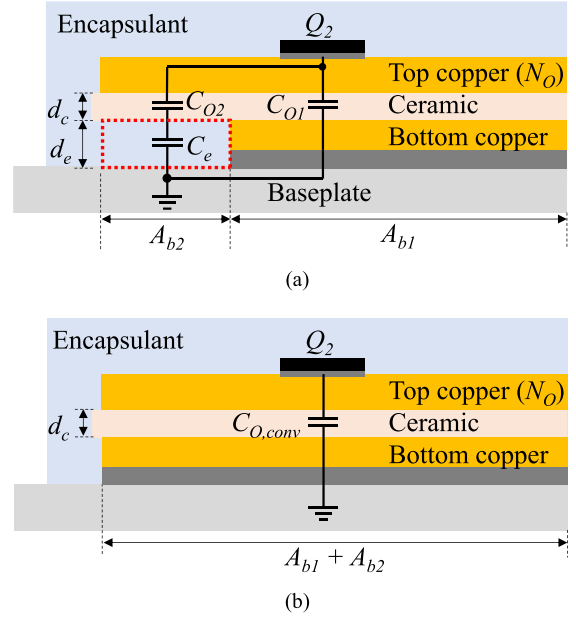 Encapsulant
Q2
Top copper (NO)
dc
CO2
CO1
Ceramic
de
Ce
Bottom copper
Baseplate
Ab2
Ab1
(a)
Encapsulant
Q2
Top copper (NO)
dc
CO,conv
Ceramic
Bottom copper
Ab1 + Ab2
(b)